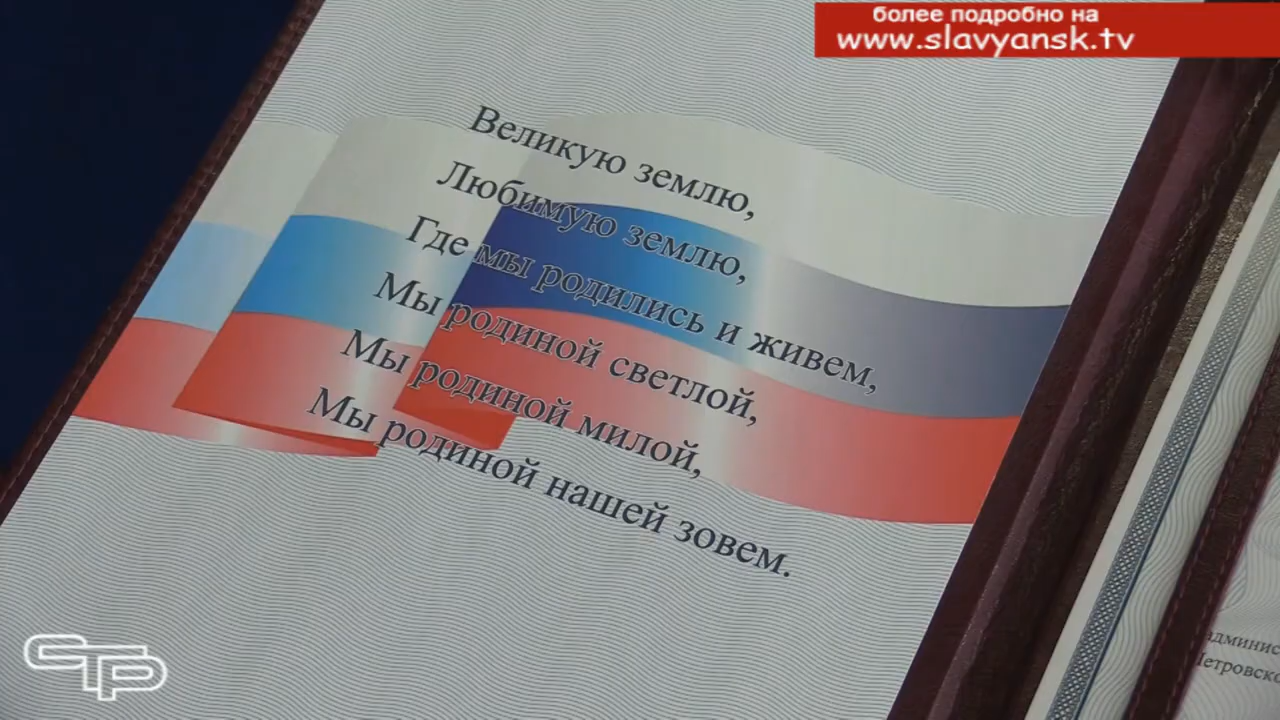 более подробно на
www.slavyansk.tv
Великую землю,
Любимую землю,
Где мы родились и живем,
Мы родиной светлой,
Мы родиной милой,
Мы родиной нашей зовем.
СТР